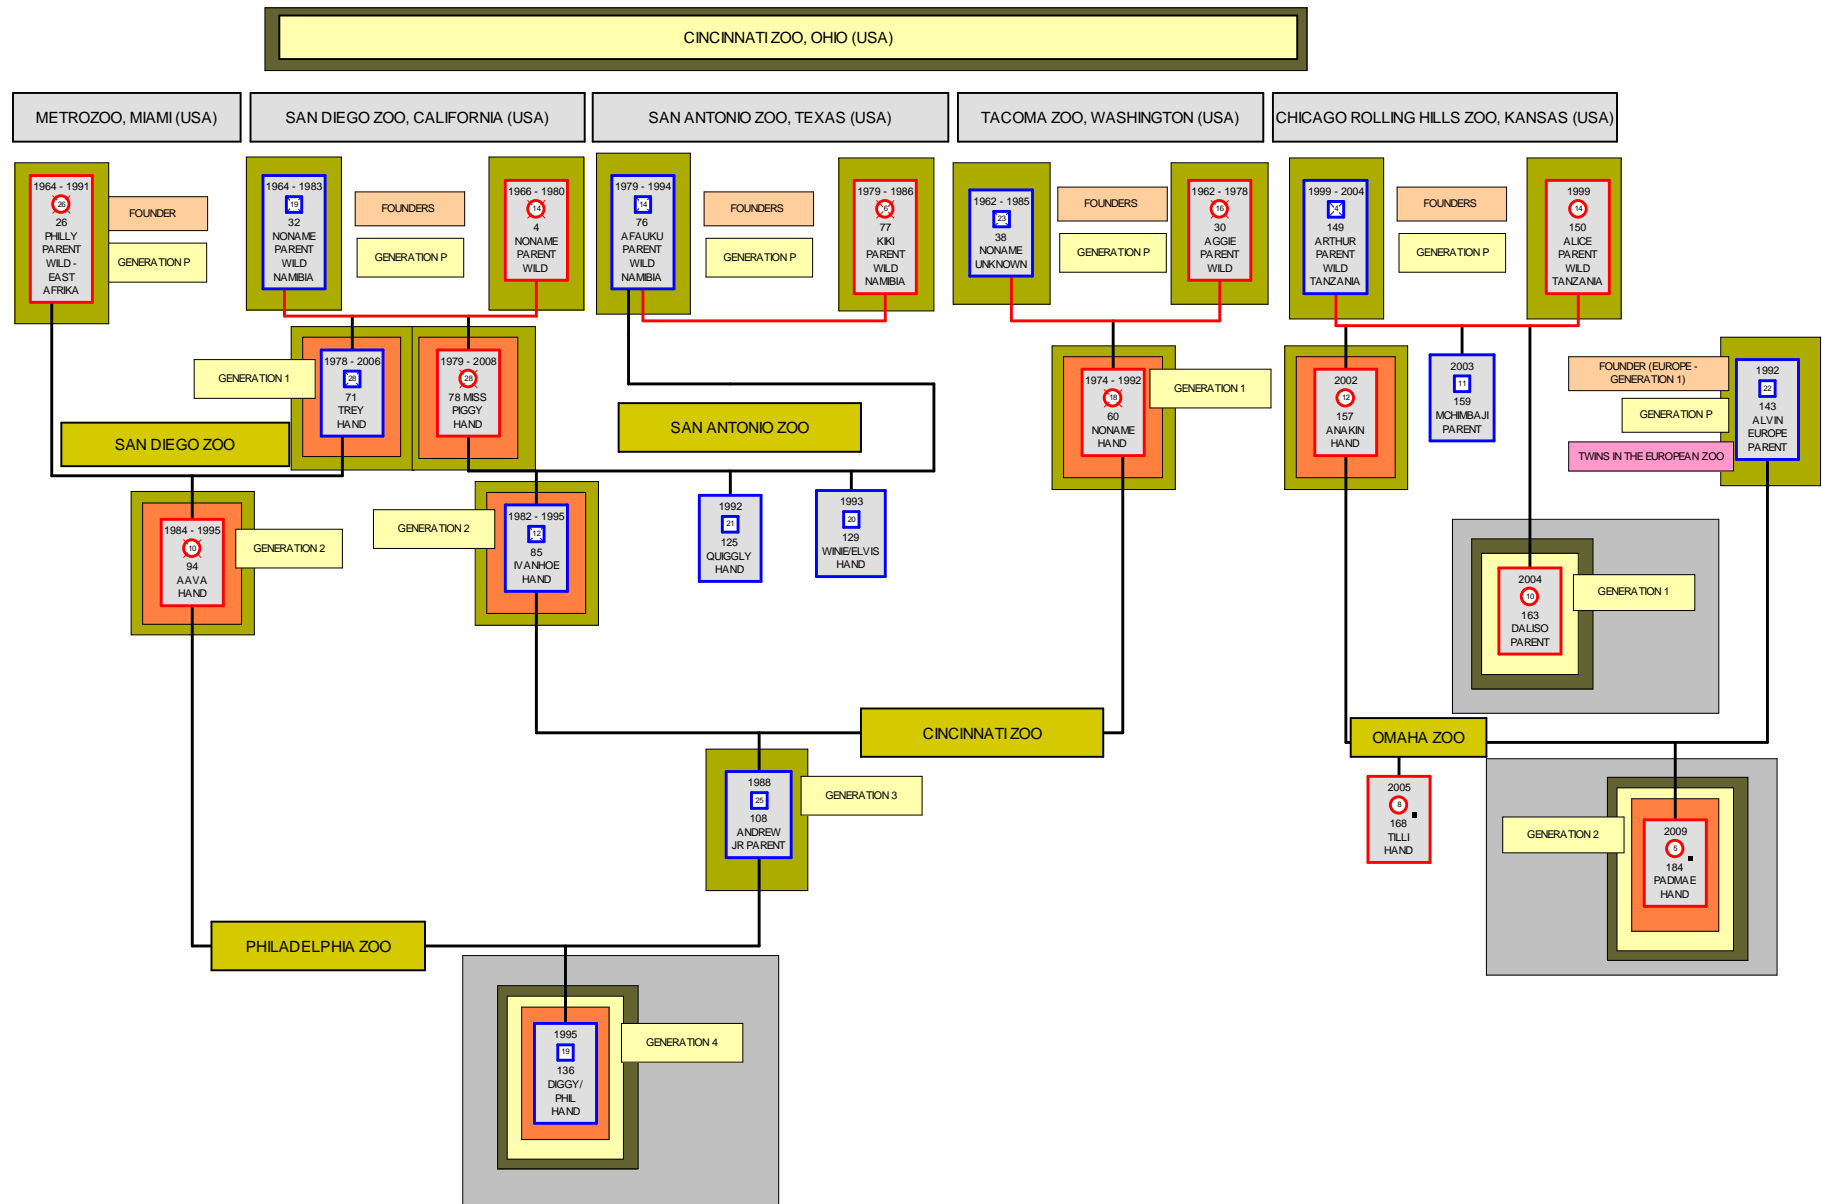 CINCINNATI ZOO, OHIO (USA)
METROZOO, MIAMI (USA)
SAN DIEGO ZOO, CALIFORNIA (USA)
SAN ANTONIO ZOO, TEXAS (USA)
TACOMA ZOO, WASHINGTON (USA)
CHICAGO ROLLING HILLS ZOO, KANSAS (USA)
1964 - 1991
26
26
PHILLY
PARENT
WILD -
EAST
AFRIKA
FOUNDER
GENERATION P
1964 - 1983
19
32
NONAME
PARENT
WILD
NAMIBIA
FOUNDERS
GENERATION P
1966 - 1980
14
4
NONAME
PARENT
WILD
1979 - 1994
14
76
AFAUKU
PARENT
WILD
NAMIBIA
FOUNDERS
GENERATION P
1979 - 1986
6
77
KIKI
PARENT
WILD
NAMIBIA
1962 - 1985
23
38
NONAME
UNKNOWN
FOUNDERS
GENERATION P
1962 - 1978
16
30
AGGIE
PARENT
WILD
1999 - 2004
4
149
ARTHUR
PARENT
WILD
TANZANIA
FOUNDERS
GENERATION P
1999
14
150
ALICE
PARENT
WILD
TANZANIA
GENERATION 1
1978 - 2006
28
71
TREY
HAND
1979 - 2008
28
78 MISS
PIGGY
HAND
1974 - 1992
18
60
NONAME
HAND
GENERATION 1
2002
12
157
ANAKIN
HAND
2003
11
159
MCHIMBAJI
PARENT
FOUNDER (EUROPE -
GENERATION 1)
GENERATION P
TWINS IN THE EUROPEAN ZOO
1992
22
143
ALVIN
EUROPE
PARENT
SAN DIEGO ZOO
SAN ANTONIO ZOO
1984 - 1995
10
94
AAVA
HAND
GENERATION 2
GENERATION 2
1982 - 1995
12
85
IVANHOE
HAND
1992
21
125
QUIGGLY
HAND
1993
20
129
WINIE/ELVIS
HAND
2004
10
163
DALISO
PARENT
GENERATION 1
CINCINNATI ZOO
OMAHA ZOO
1988
25
108
ANDREW
JR PARENT
GENERATION 3
2005
8
168
TILLI
HAND
GENERATION 2
2009
5
184
PADMAE
HAND
PHILADELPHIA ZOO
1995
19
136
DIGGY/
PHIL
HAND
GENERATION 4